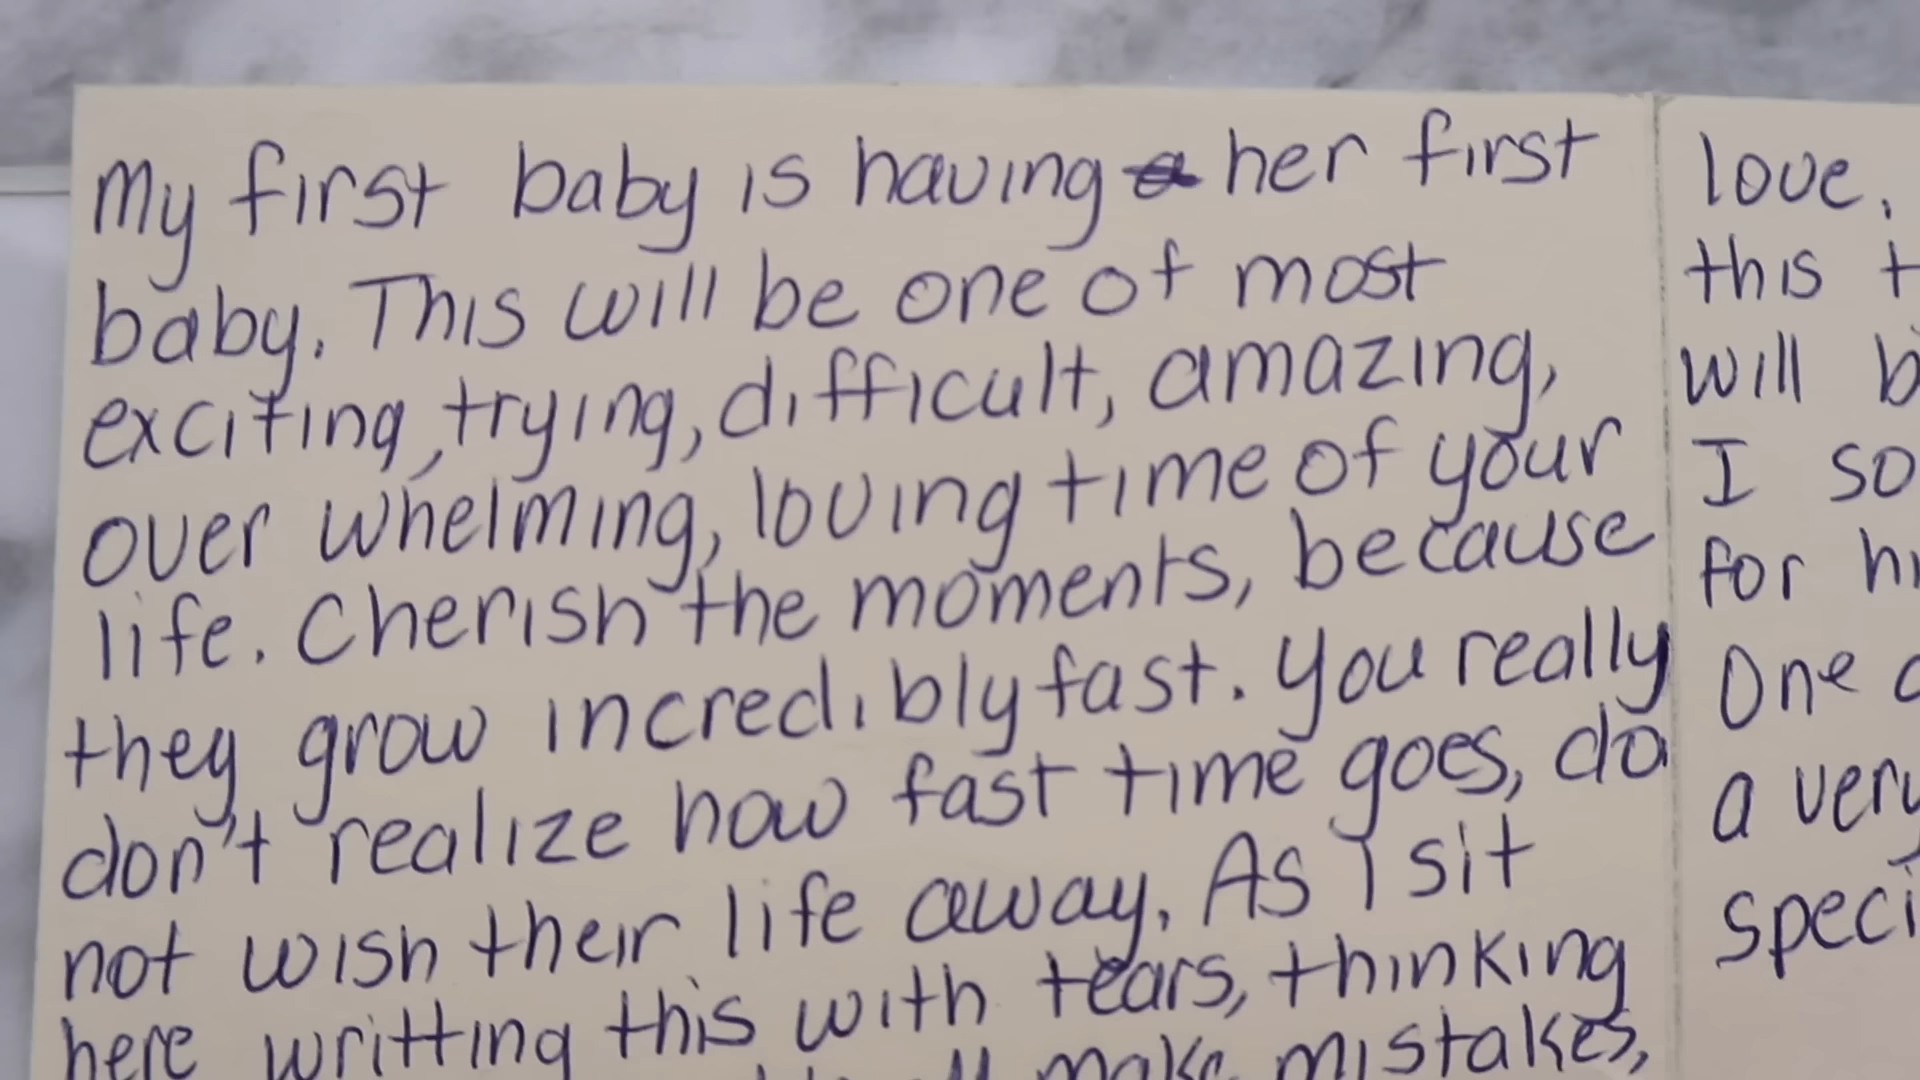 My first baby is having her first
baby. This will be one of most
exciting, trying, difficult, amazing,
over whelming, loving time of your
life. Cherish the moments, because
they grow incredibly fast. You really
don't realize how fast time goes, do
not wish their life away. As I sit
here writting this with tears, thinking
make mistakes,
love.
this t
will b
I so
for hi
One
a very
speci